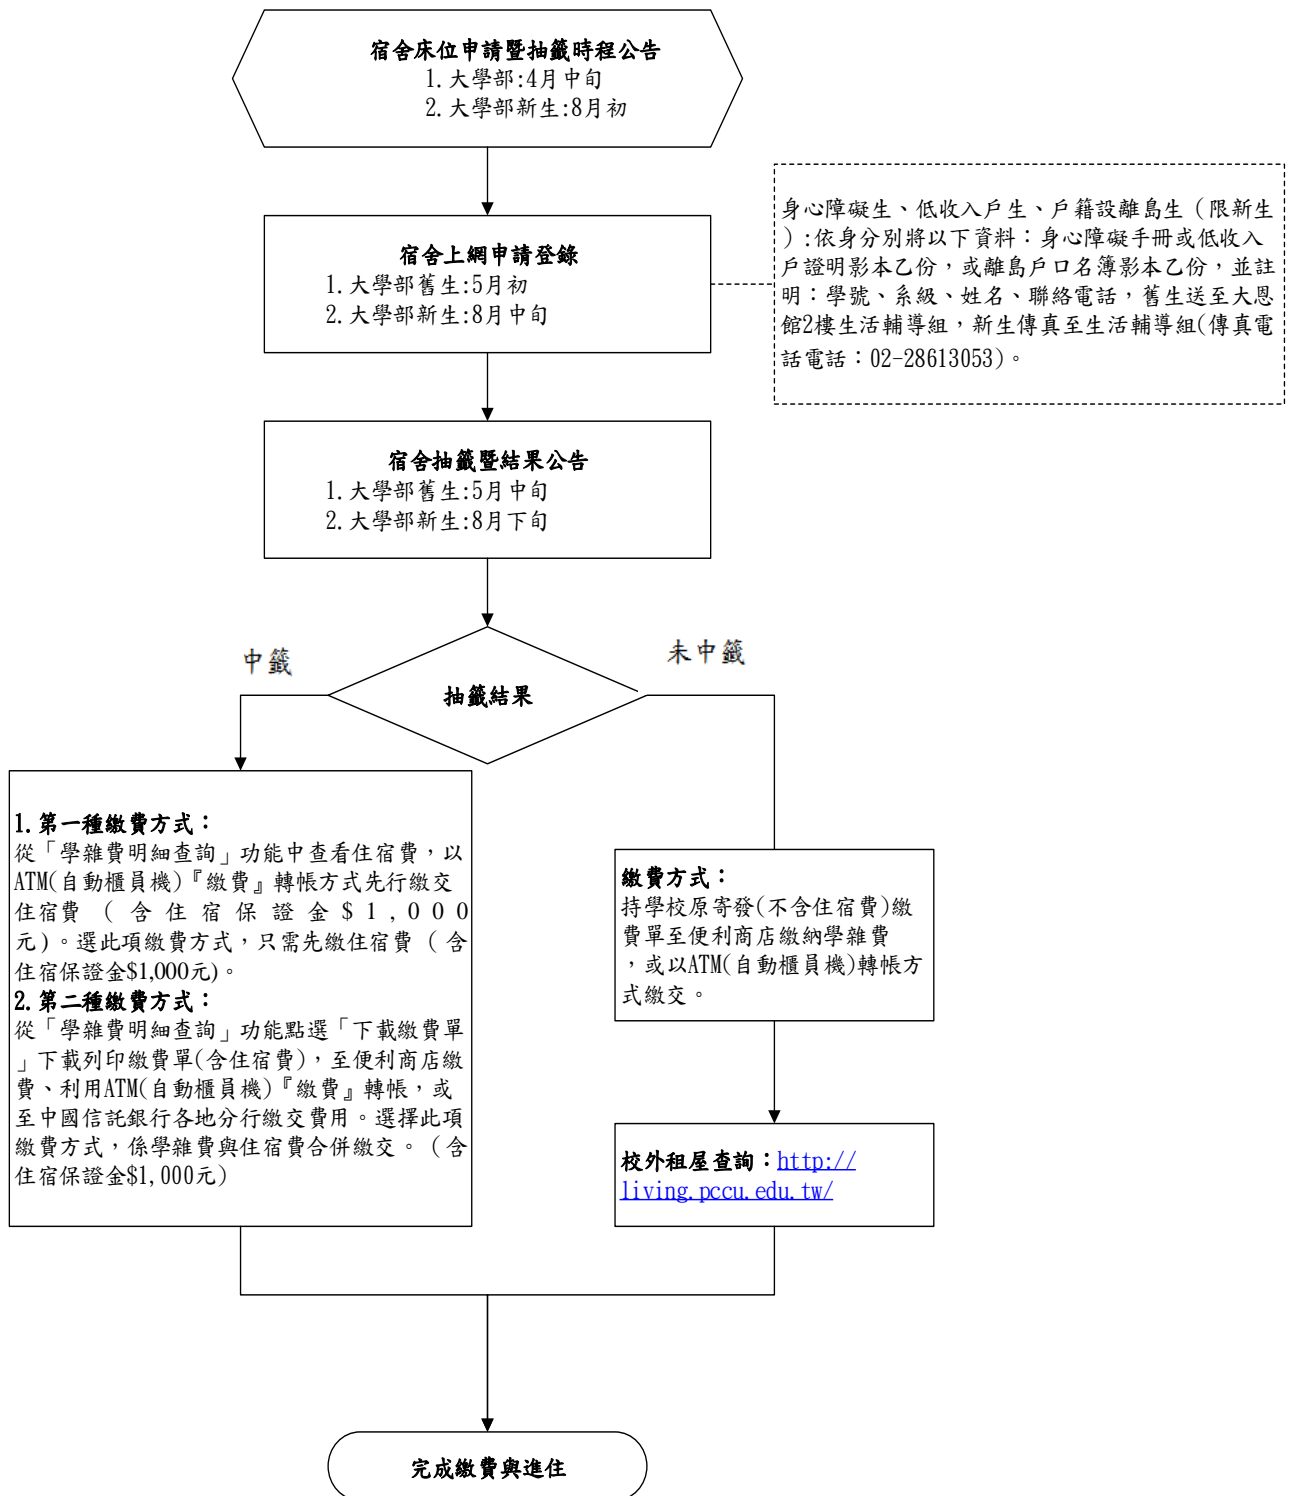 宿舍床位申請暨抽籤時程公告
1.大學部:4月中旬
2.大學部新生:8月初
身心障礙生、低收入戶生、戶籍設離島生（限新生
）:依身分別將以下資料：身心障礙手冊或低收入
戶證明影本乙份，或離島戶口名簿影本乙份，並註
明：學號、系級、姓名、聯絡電話，舊生送至大恩
館2樓生活輔導組，新生傳真至生活輔導組(傳真電
話電話：02-28613053)。
宿舍上網申請登錄
1.大學部舊生:5月初
2.大學部新生:8月中旬
宿舍抽籤暨結果公告
1.大學部舊生:5月中旬
2.大學部新生:8月下旬
中籤
未中籤
抽籤結果
1.第一種繳費方式：
從「學雜費明細查詢」功能中查看住宿費，以
ATM(自動櫃員機)『繳費』轉帳方式先行繳交
住宿費（含住宿保證金$1,000
元)。選此項繳費方式，只需先繳住宿費（含
住宿保證金$1,000元)。
2.第二種繳費方式：
從「學雜費明細查詢」功能點選「下載繳費單
」下載列印繳費單(含住宿費)，至便利商店繳
費、利用ATM(自動櫃員機)『繳費』轉帳，或
至中國信託銀行各地分行繳交費用。選擇此項
繳費方式，係學雜費與住宿費合併繳交。（含
住宿保證金$1,000元）
繳費方式：
持學校原寄發(不含住宿費)繳
費單至便利商店繳納學雜費
，或以ATM(自動櫃員機)轉帳方
式繳交。
校外租屋查詢：http://
living.pccu.edu.tw/
完成繳費與進住